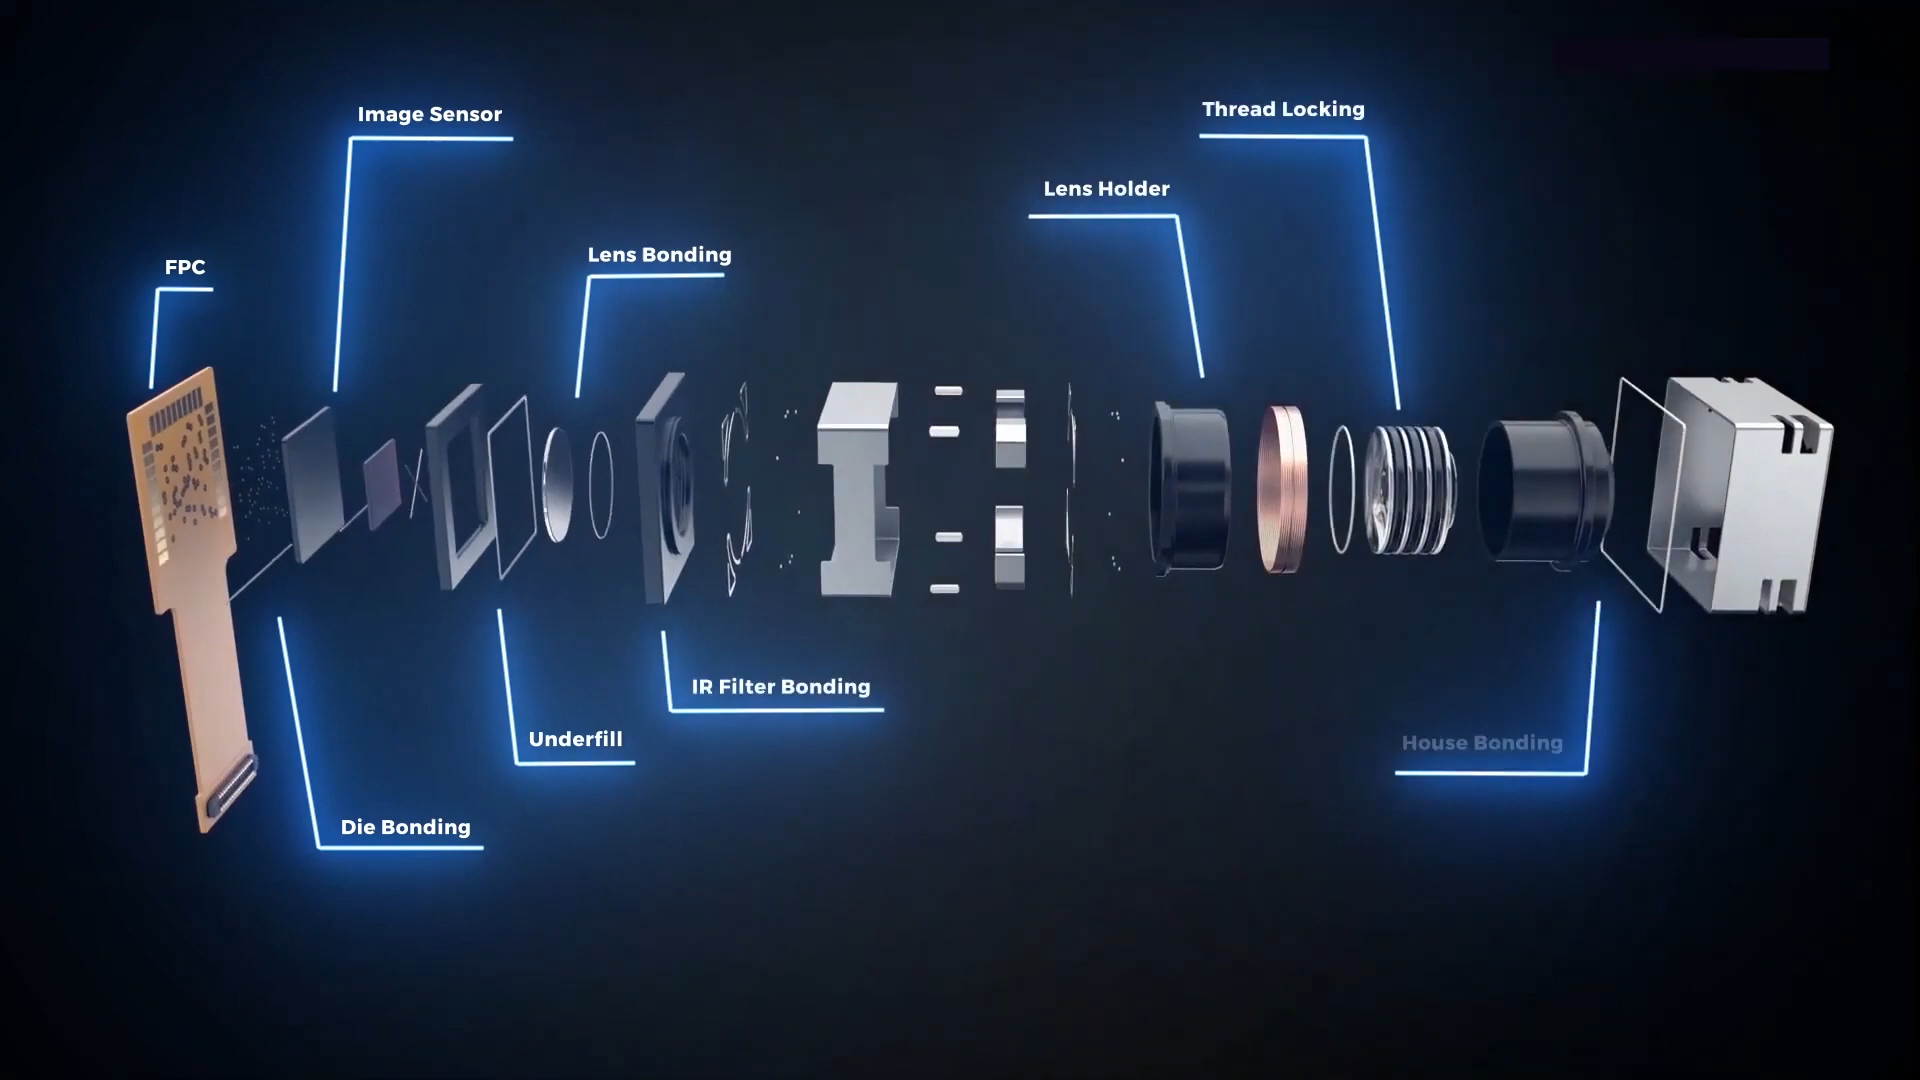 Image Sensor
Thread Locking
Lens Holder
Lens Bonding
FPC
IR Filter Bonding
Underfill
House Bonding
Die Bonding